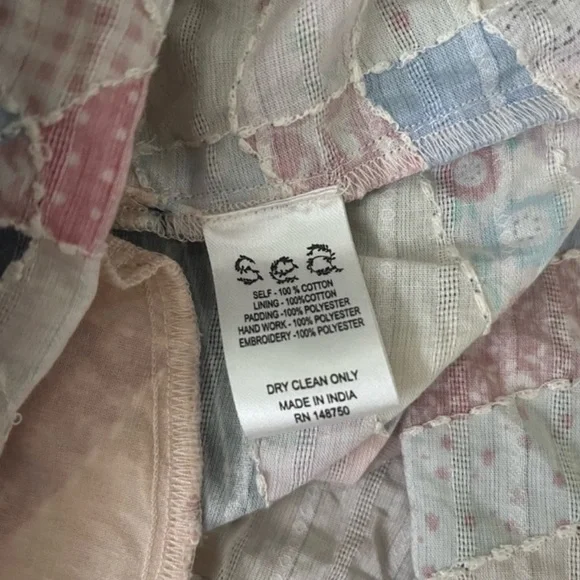 sea
SELF - 100 % COTTON
LINING - 100%COTTON
PADDING -100% POLYESTER
HAND WORK - 100% POLYESTER
EMBROIDERY -100% POLYESTER
DRY CLEAN ONLY
MADE IN INDIA
RN 148750